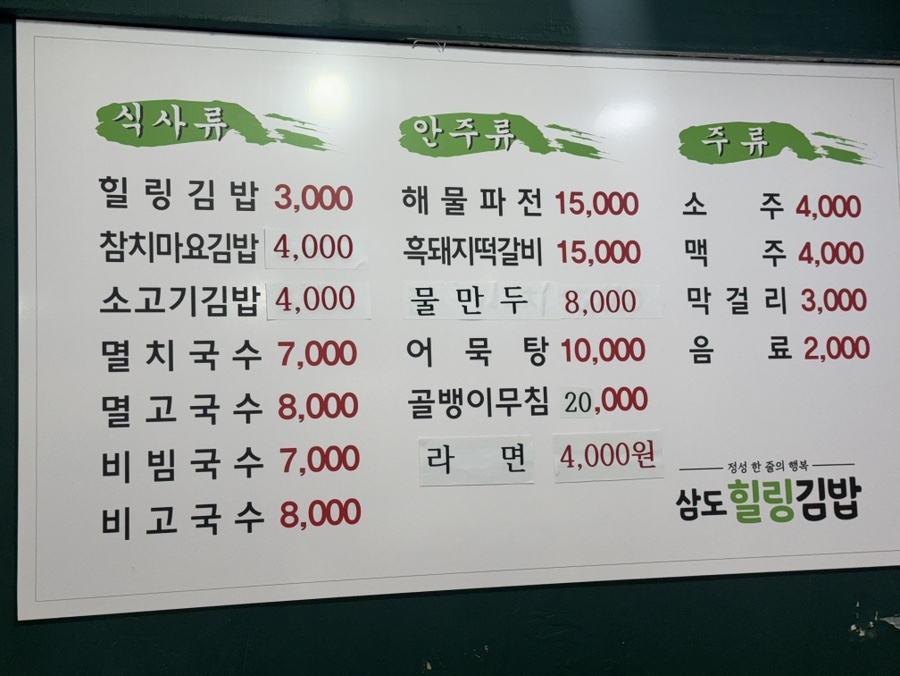 식사류
힐링김밥 3,000
참치마요김밥 4,000
소고기김밥 4,000
멸치국수 7,000
멸고국수 8,000
비빔국수 7,000
비고국수 8,000
안주류
해물파전 15,000
흑돼지떡갈비 15,000
물만두 8,000
어묵탕 10,000
골뱅이무침 20,000
라면 4,000원
주류
소주 4,000
맥주 4,000
막걸리 3,000
음료 2,000
정성 한 줄의 행복
삼도힐링김밥